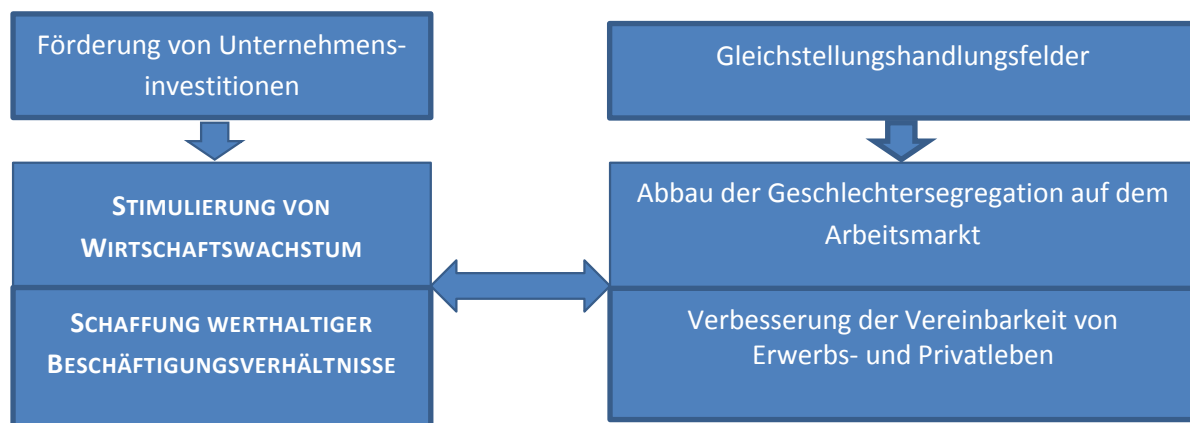 Förderung von Unternehmens-
investitionen
Gleichstellungshandlungsfelder
STIMULIERUNG VON
WIRTSCHAFTSWACHSTUM
SCHAFFUNG WERTHALTIGER
BESCHÄFTIGUNGSVERHÄLTNISSE
Abbau der Geschlechtersegregation auf dem
Arbeitsmarkt
Verbesserung der Vereinbarkeit von
Erwerbs- und Privatleben